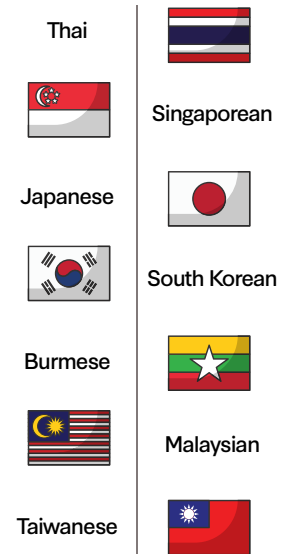 Thai
Singaporean
Japanese
South Korean
Burmese
Malaysian
Taiwanese